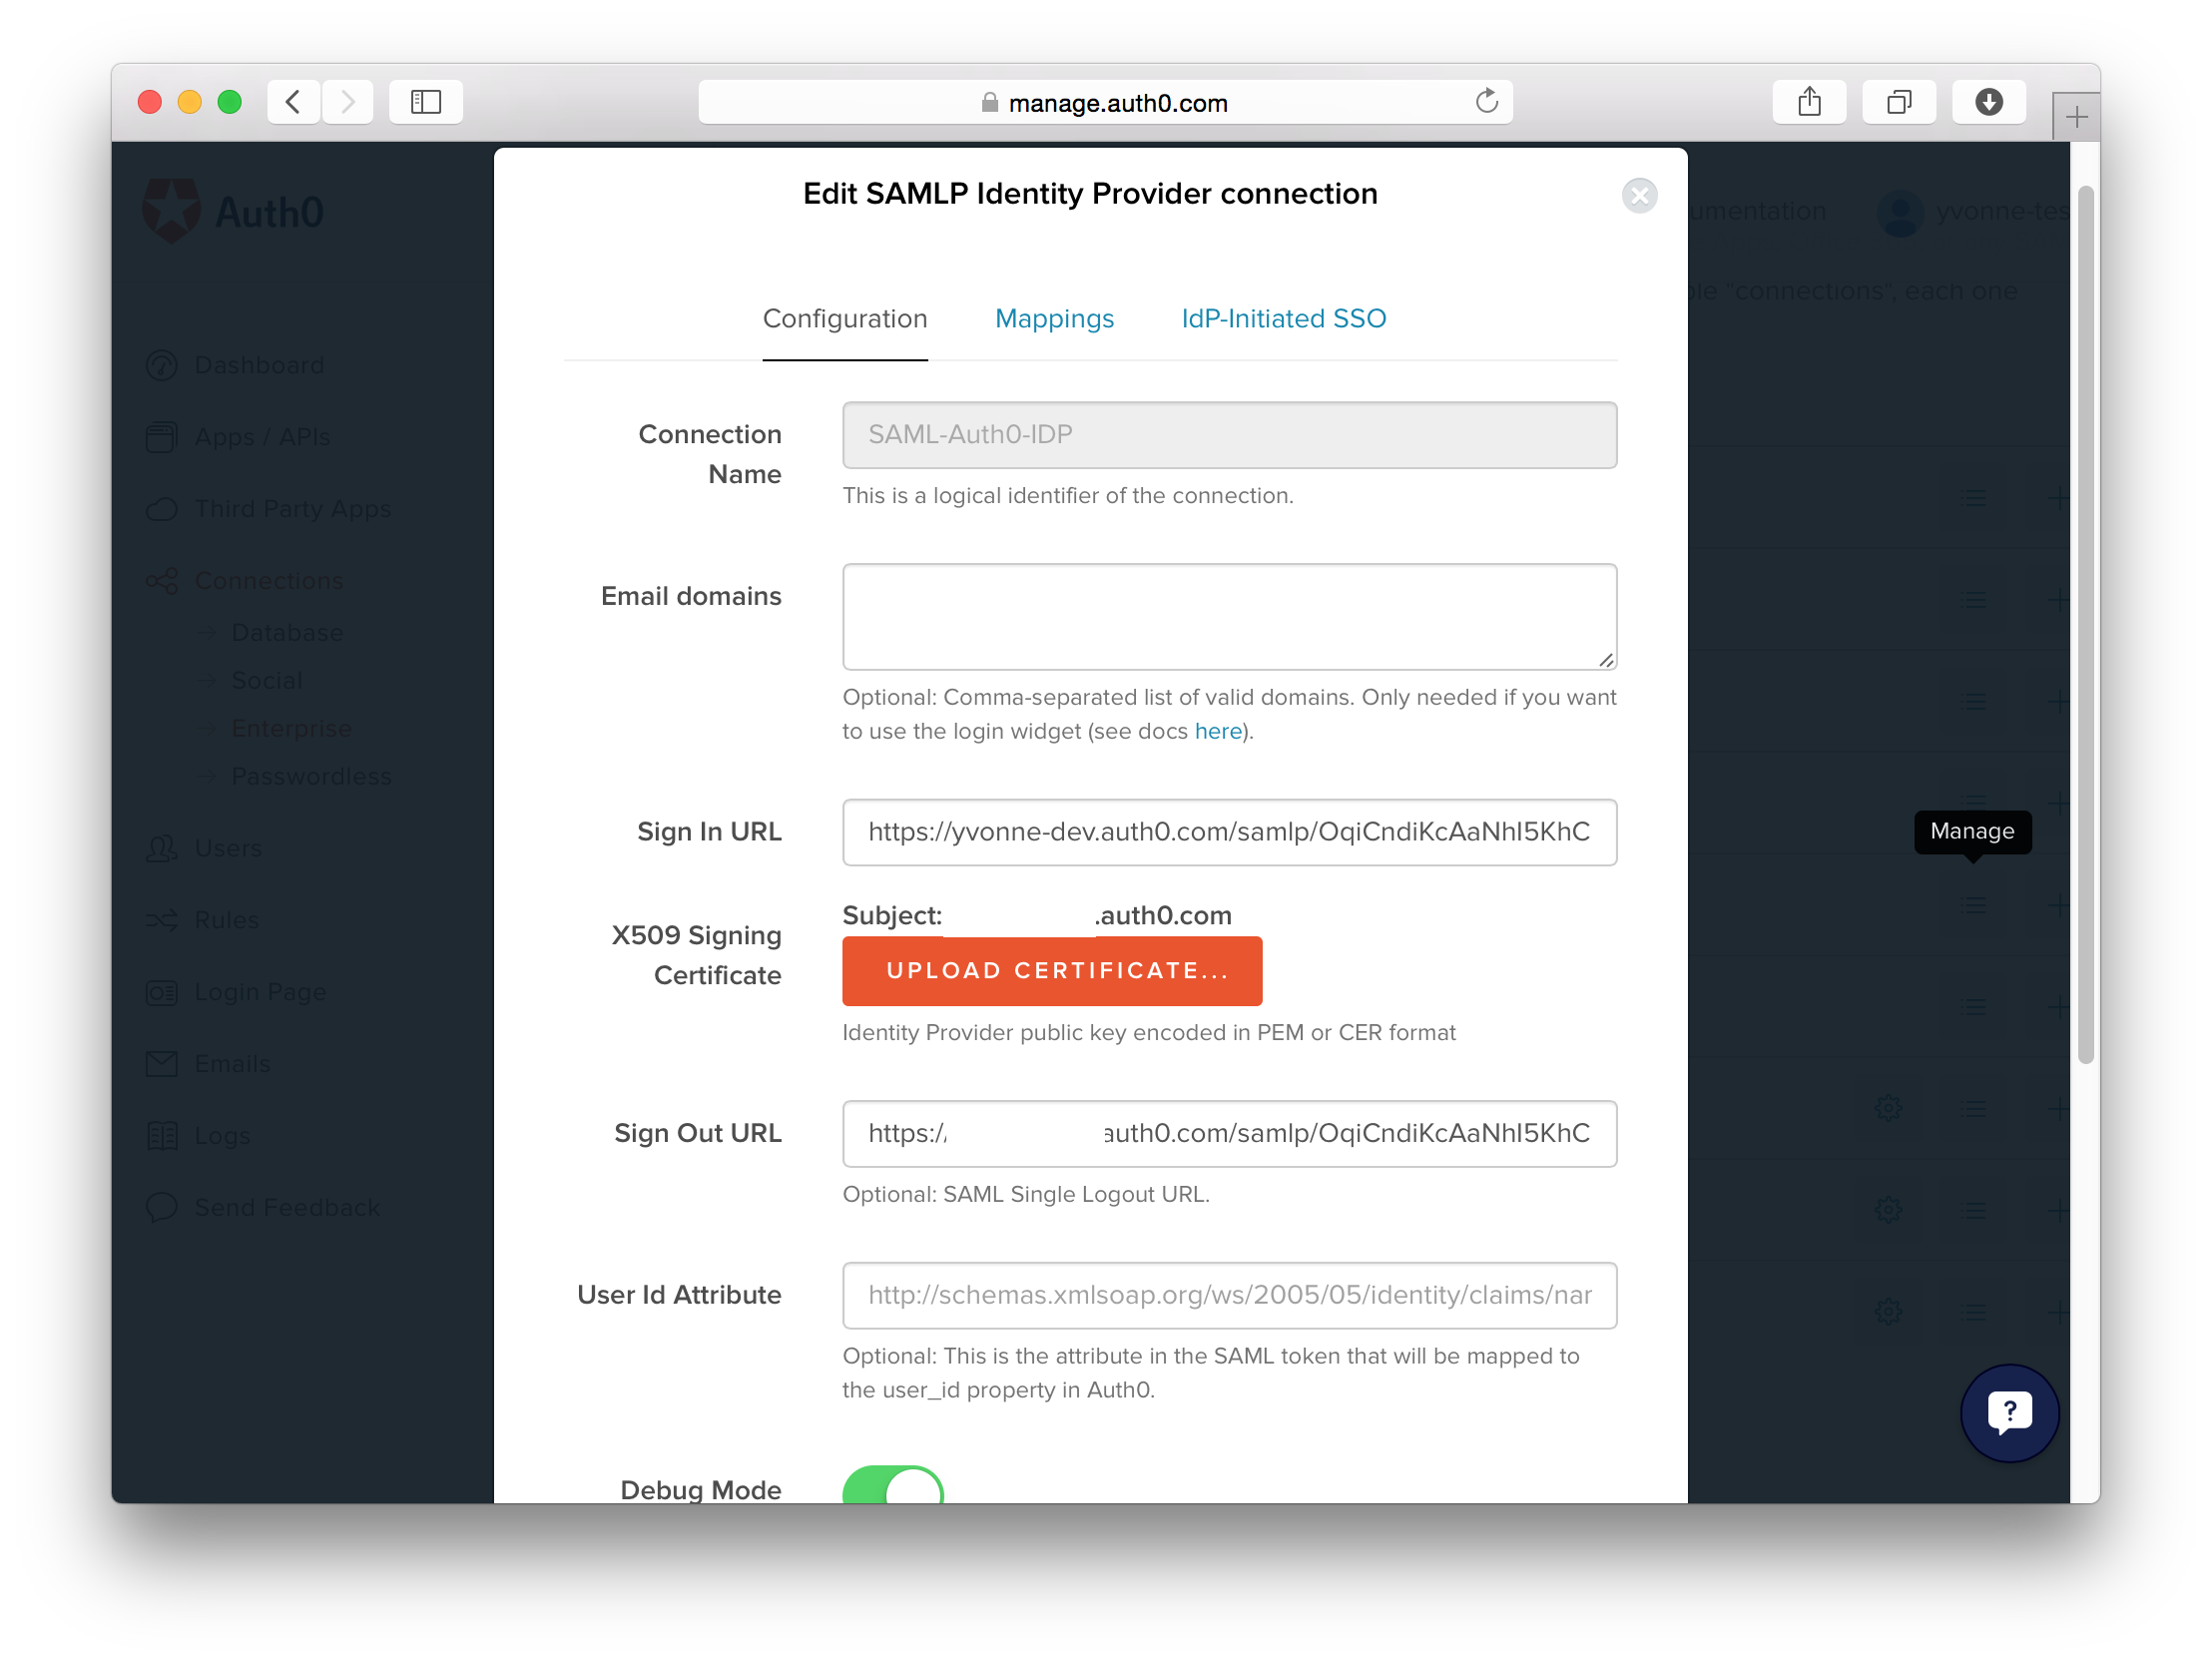 manage.auth0.com
Auth0
umentation
yvonne-tes
ple "connections", each one
Dashboard
Apps / APIs
Third Party Apps
Connections
Database
Social
Enterprise
Passwordless
Users
Rules
Login Page
Emails
Logs
Send Feedback
Edit SAMLP Identity Provider connection
Configuration
Mappings
IdP-Initiated SSO
Connection
Name
SAML-Auth0-IDP
This is a logical identifier of the connection.
Email domains
Optional: Comma-separated list of valid domains. Only needed if you want
to use the login widget (see docs here).
Sign In URL
https://yvonne-dev.auth0.com/samlp/OqiCndiKcAaNhI5KhC
X509 Signing
Certificate
Subject: .auth0.com
UPLOAD CERTIFICATE...
Identity Provider public key encoded in PEM or CER format
Sign Out URL
https:/ auth0.com/samlp/OqiCndiKcAaNhI5KhC
Optional: SAML Single Logout URL.
User Id Attribute
http://schemas.xmlsoap.org/ws/2005/05/identity/claims/nar
Optional: This is the attribute in the SAML token that will be mapped to
the user_id property in Auth0.
Debug Mode
Manage